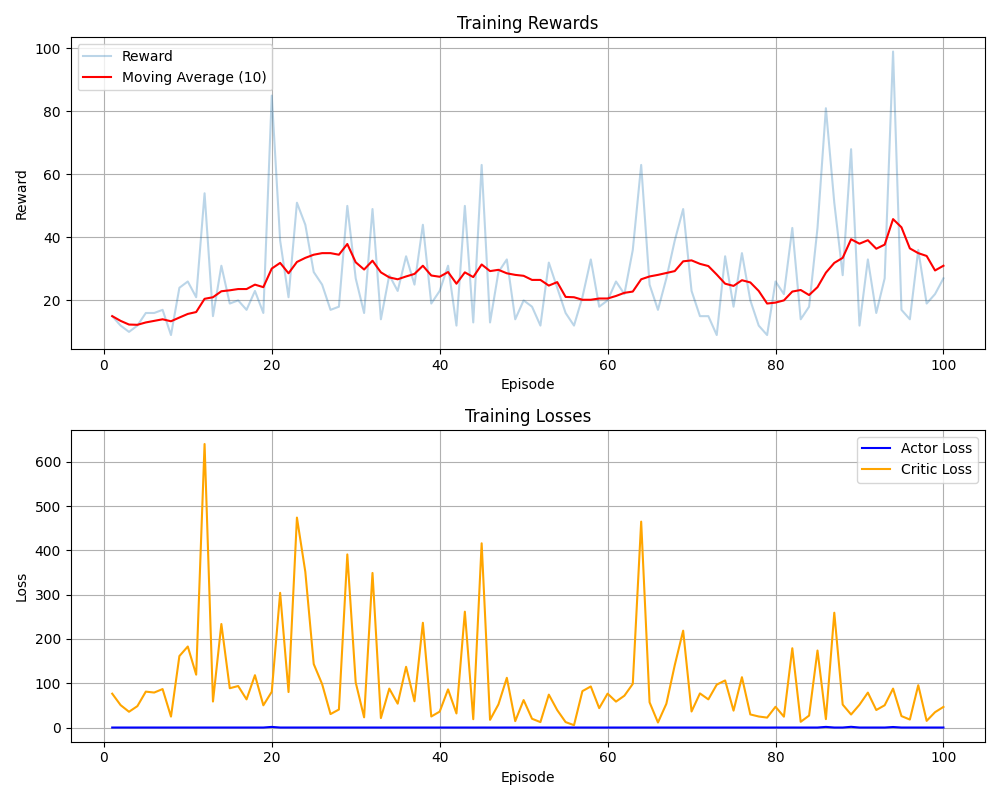 Training Rewards
Reward
Moving Average (10)
100
80
60
40
20
Reward
0
20
40
60
80
100
Episode
Training Losses
Actor Loss
Critic Loss
600
500
400
300
200
100
0
Loss
0
20
40
60
80
100
Episode